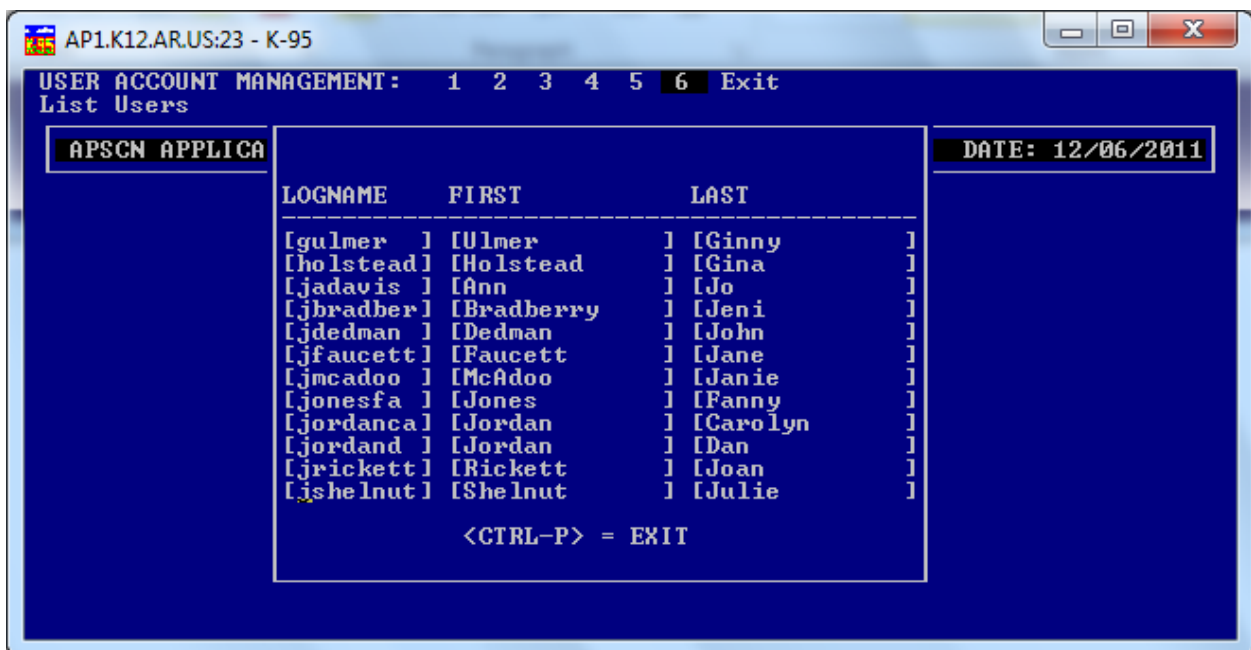 AP1.K12.AR.US:23 - K-95
USER ACCOUNT MANAGEMENT: 1 2 3 4 5 6 Exit
List Users
APSCN APPLICA DATE: 12/06/2011
LOGNAME FIRST LAST
[gulmer ] [Ulmer ] [Ginny ]
[holstead] [Holstead ] [Gina ]
[jadavis ] [Ann ] [Jo ]
[jbradber] [Bradberry ] [Jeni ]
[jdedman ] [Dedman ] [John ]
[jfaucett] [Faucett ] [Jane ]
[jmcadoo ] [McAdoo ] [Janie ]
[jonesfa ] [Jones ] [Fanny ]
[jordanca] [Jordan ] [Carolyn ]
[jordand ] [Jordan ] [Dan ]
[jrickett] [Rickett ] [Joan ]
[jshelnut] [Shelnut ] [Julie ]
<CTRL-P> = EXIT